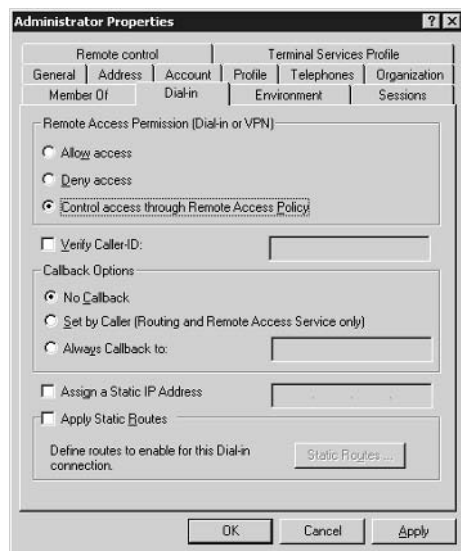 Administrator Properties
Remote control Terminal Services Profile
General Address Account Profile Telephones Organization
Member Of Dial-in Environment Sessions
Remote Access Permission (Dial-in or VPN)
Allow access
Deny access
Control access through Remote Access Policy
Verify Caller-ID:
Callback Options
No Callback
Set by Caller (Routing and Remote Access Service only)
Always Callback to:
Assign a Static IP Address
Apply Static Routes
Define routes to enable for this Dial-in
connection.
Static Routes ...
OK Cancel Apply